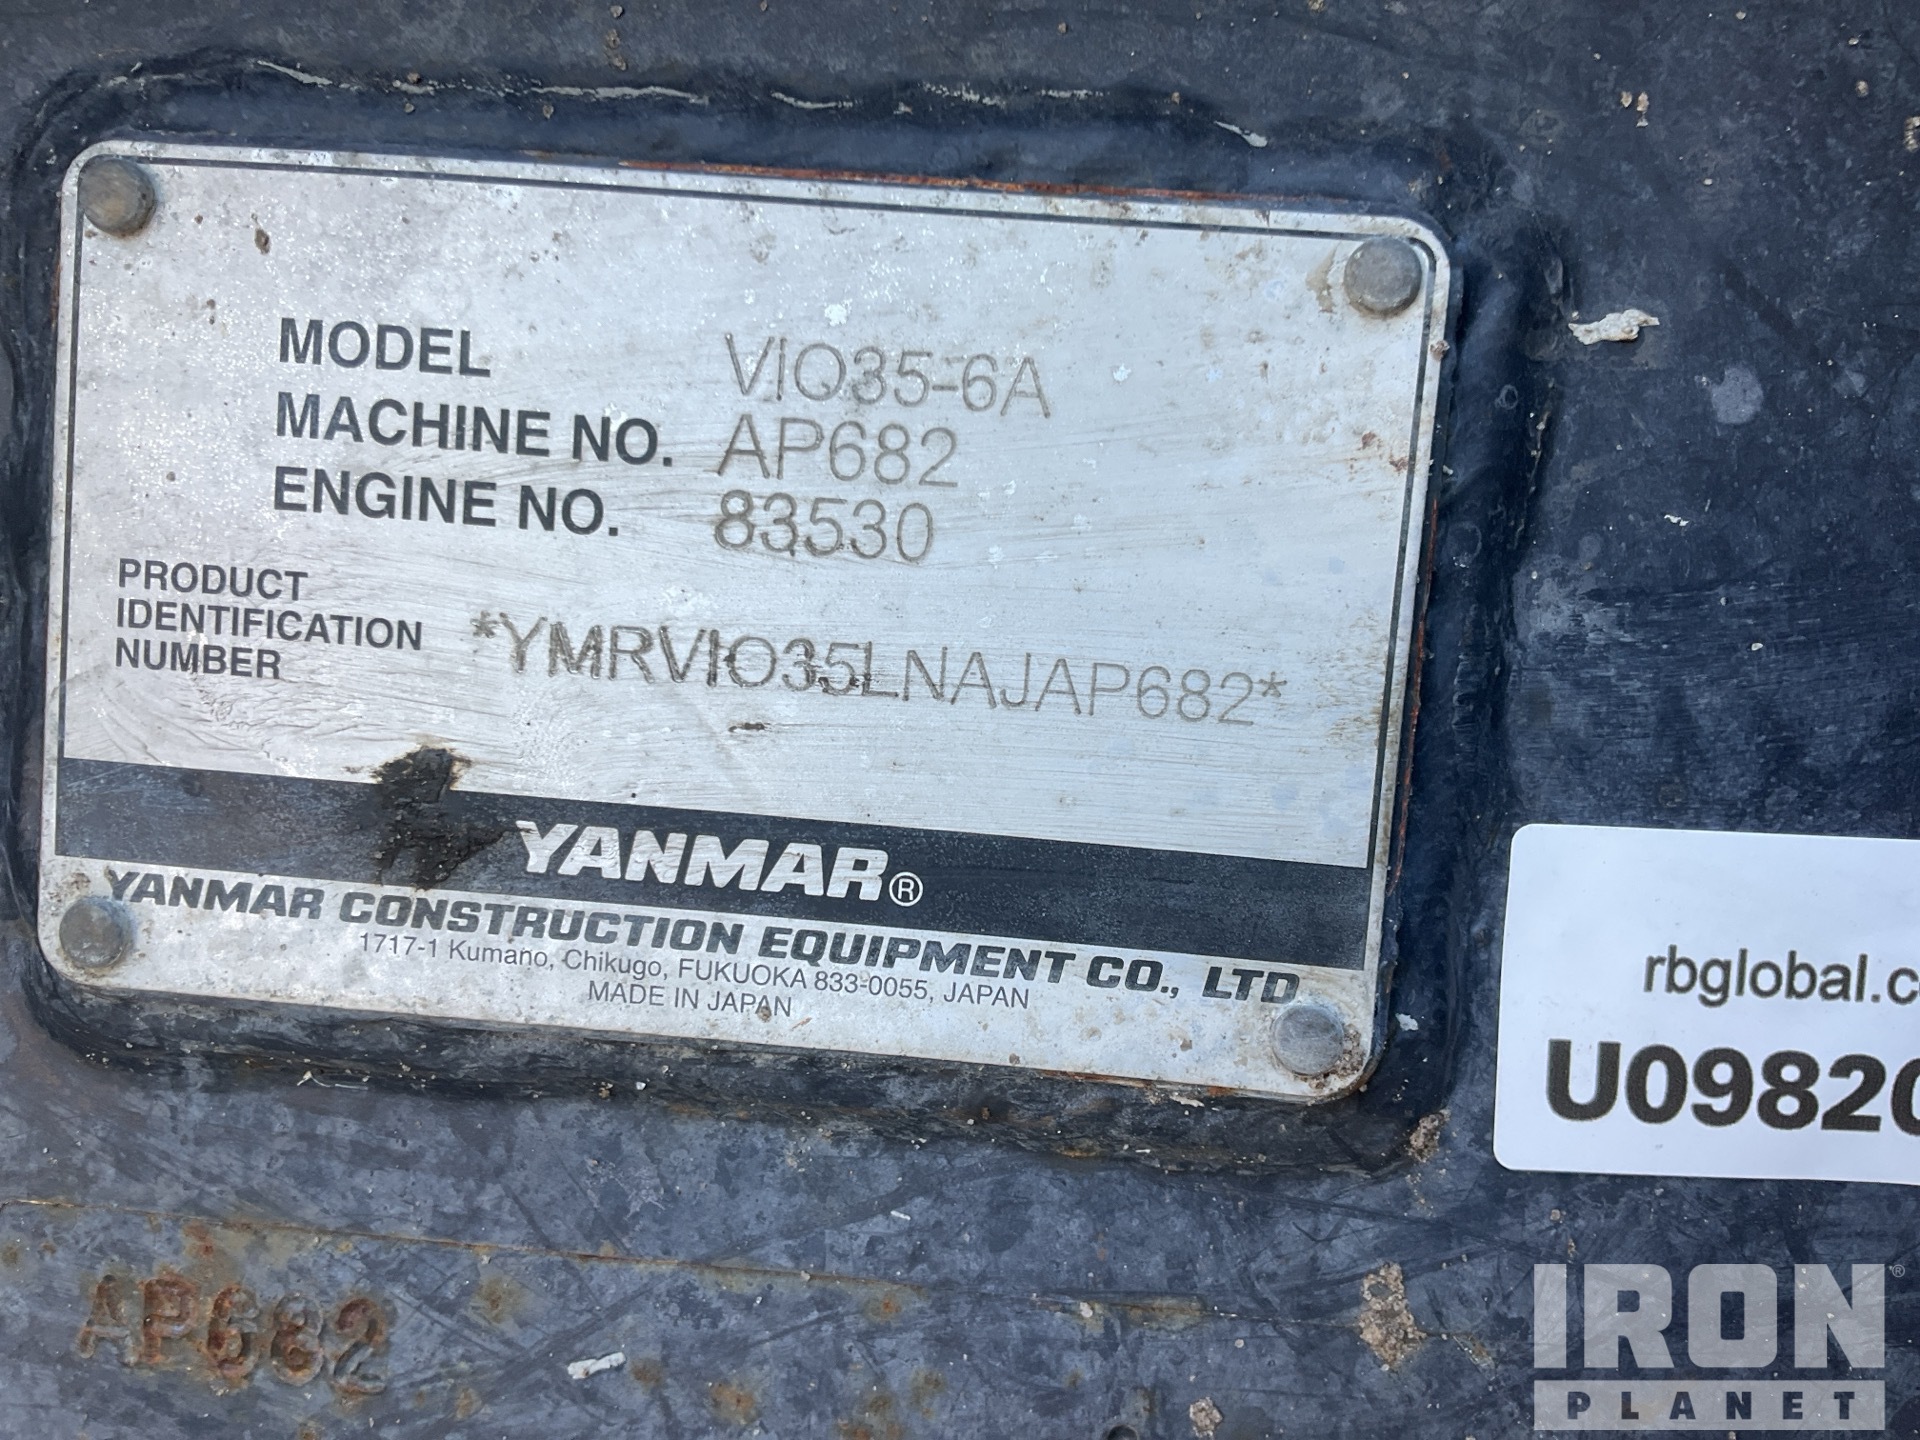 MODEL VIO35-6A
MACHINE NO. AP682
ENGINE NO. 83530
PRODUCT
IDENTIFICATION
NUMBER
*YMRVIO35LNAJAP682*
YANMAR®
YANMAR CONSTRUCTION EQUIPMENT CO., LTD
1717-1 Kumano, Chikugo, FUKUOKA 833-0055, JAPAN
MADE IN JAPAN
rbglobal.c
U09820
AP682
IRON®
PLANET